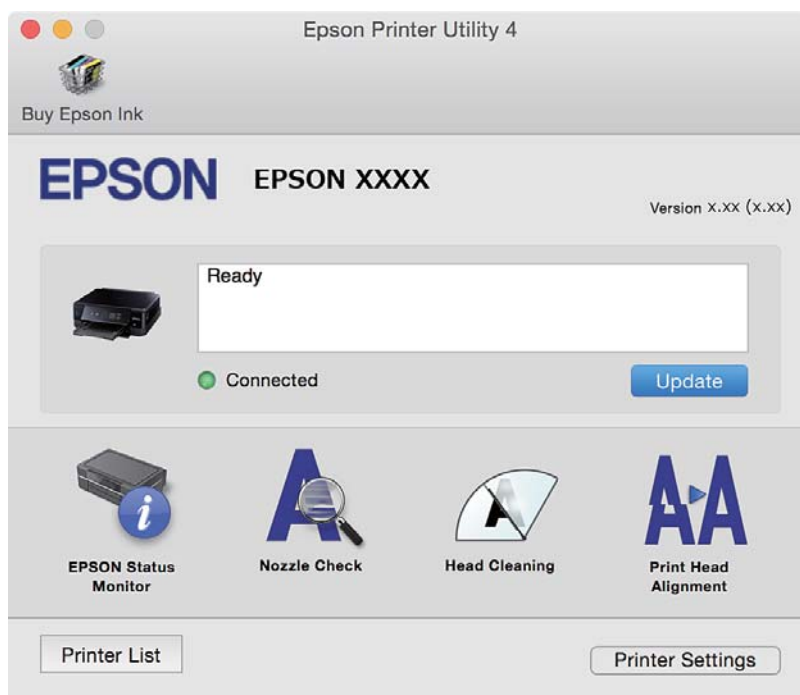 Epson Printer Utility 4
Buy Epson Ink
EPSON
EPSON XXXX
Version X.XX (X.XX)
Ready
Connected
Update
EPSON Status
Monitor
Nozzle Check
Head Cleaning
Print Head
Alignment
Printer List
Printer Settings